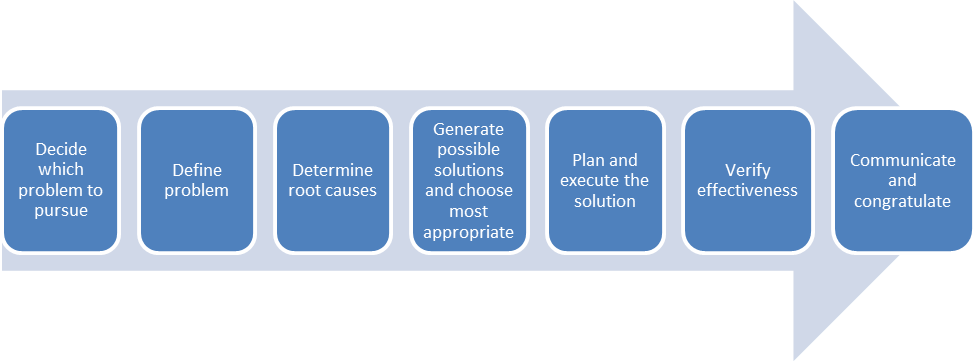 Decide
which
problem to
pursue
Define
problem
Determine
root causes
Generate
possible
solutions
and choose
most
appropriate
Plan and
execute the
solution
Verify
effectiveness
Communicate
and
congratulate